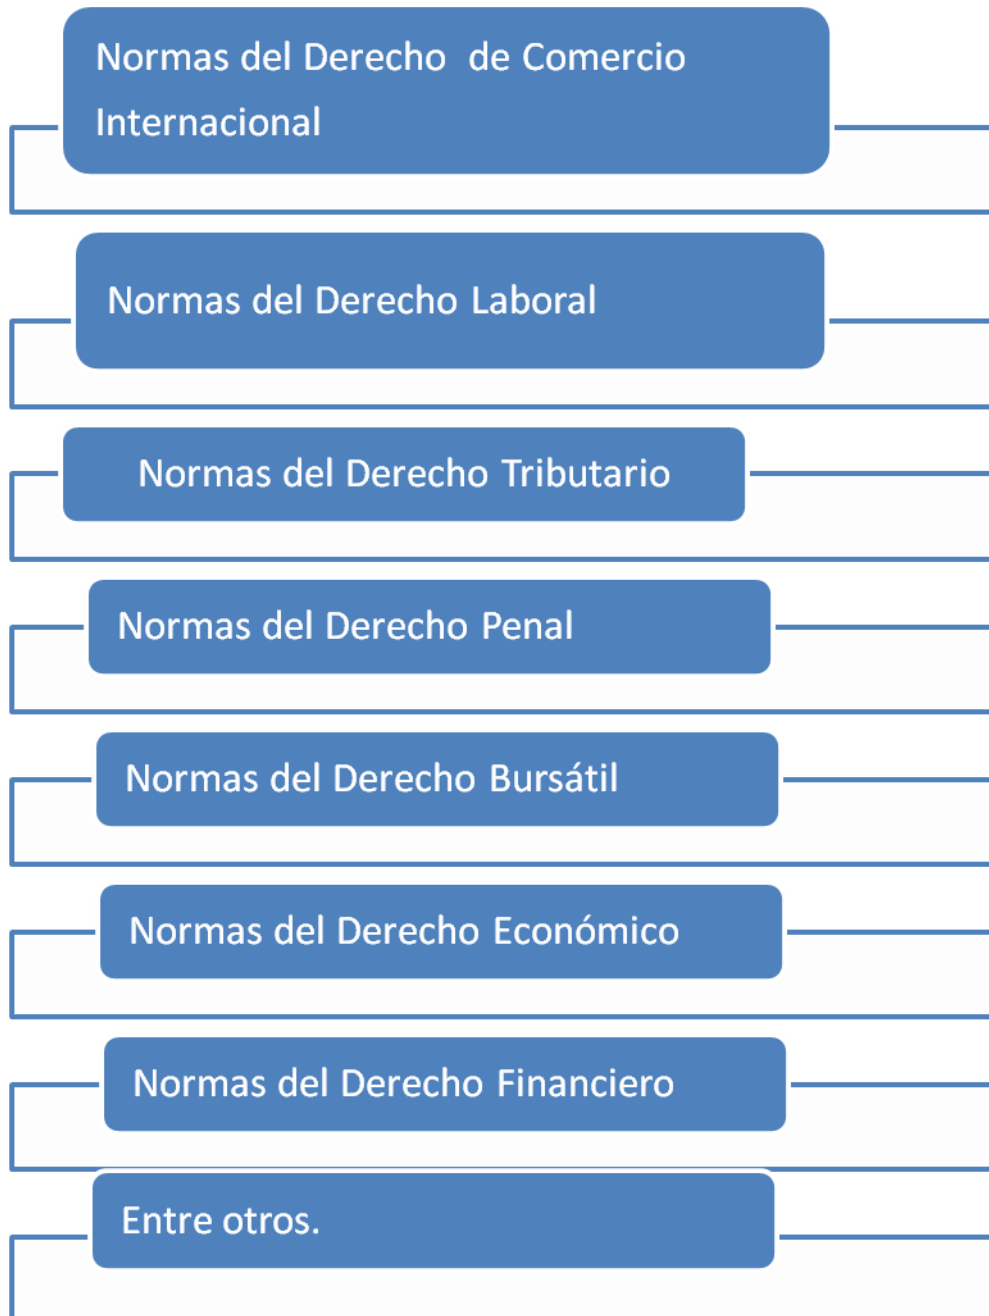 Normas del Derecho  de Comercio
Internacional
Normas del Derecho Laboral
Normas del Derecho Tributario
Normas del Derecho Penal
Normas del Derecho Bursátil
Normas del Derecho Económico
Normas del Derecho Financiero
Entre otros.